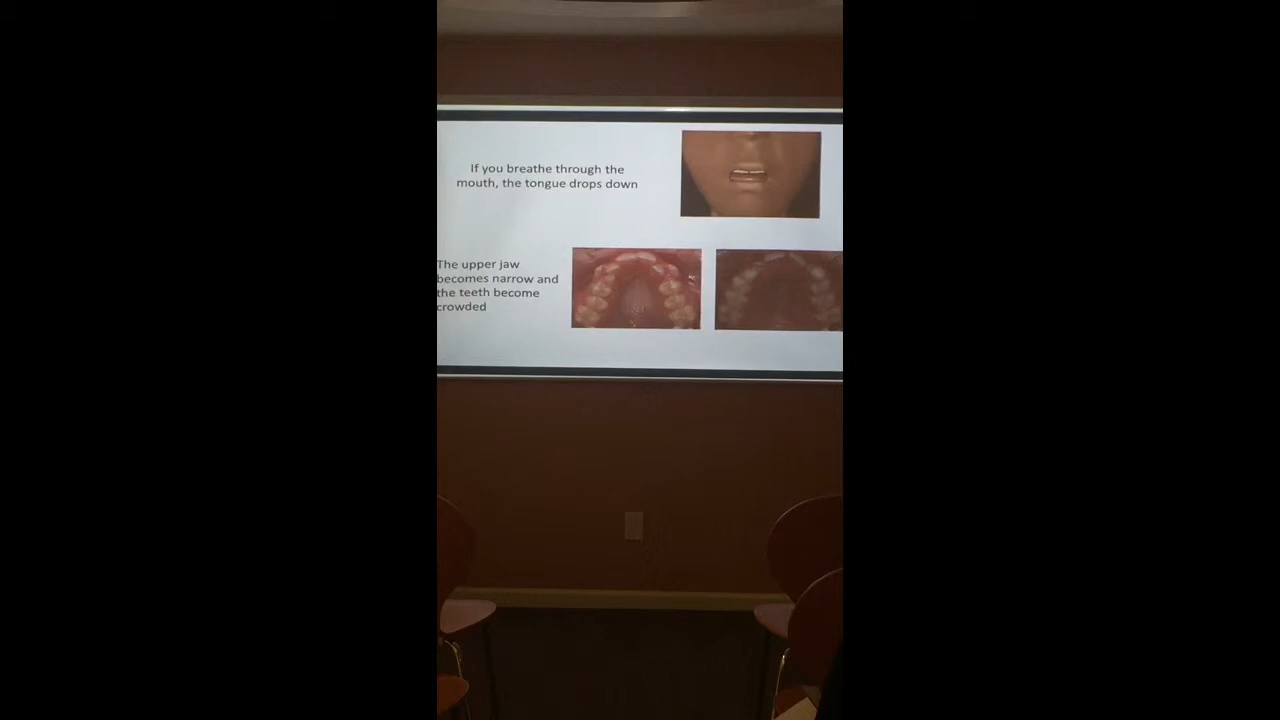 If you breathe through the
mouth, the tongue drops down
The upper jaw
becomes narrow and
the teeth become
crowded